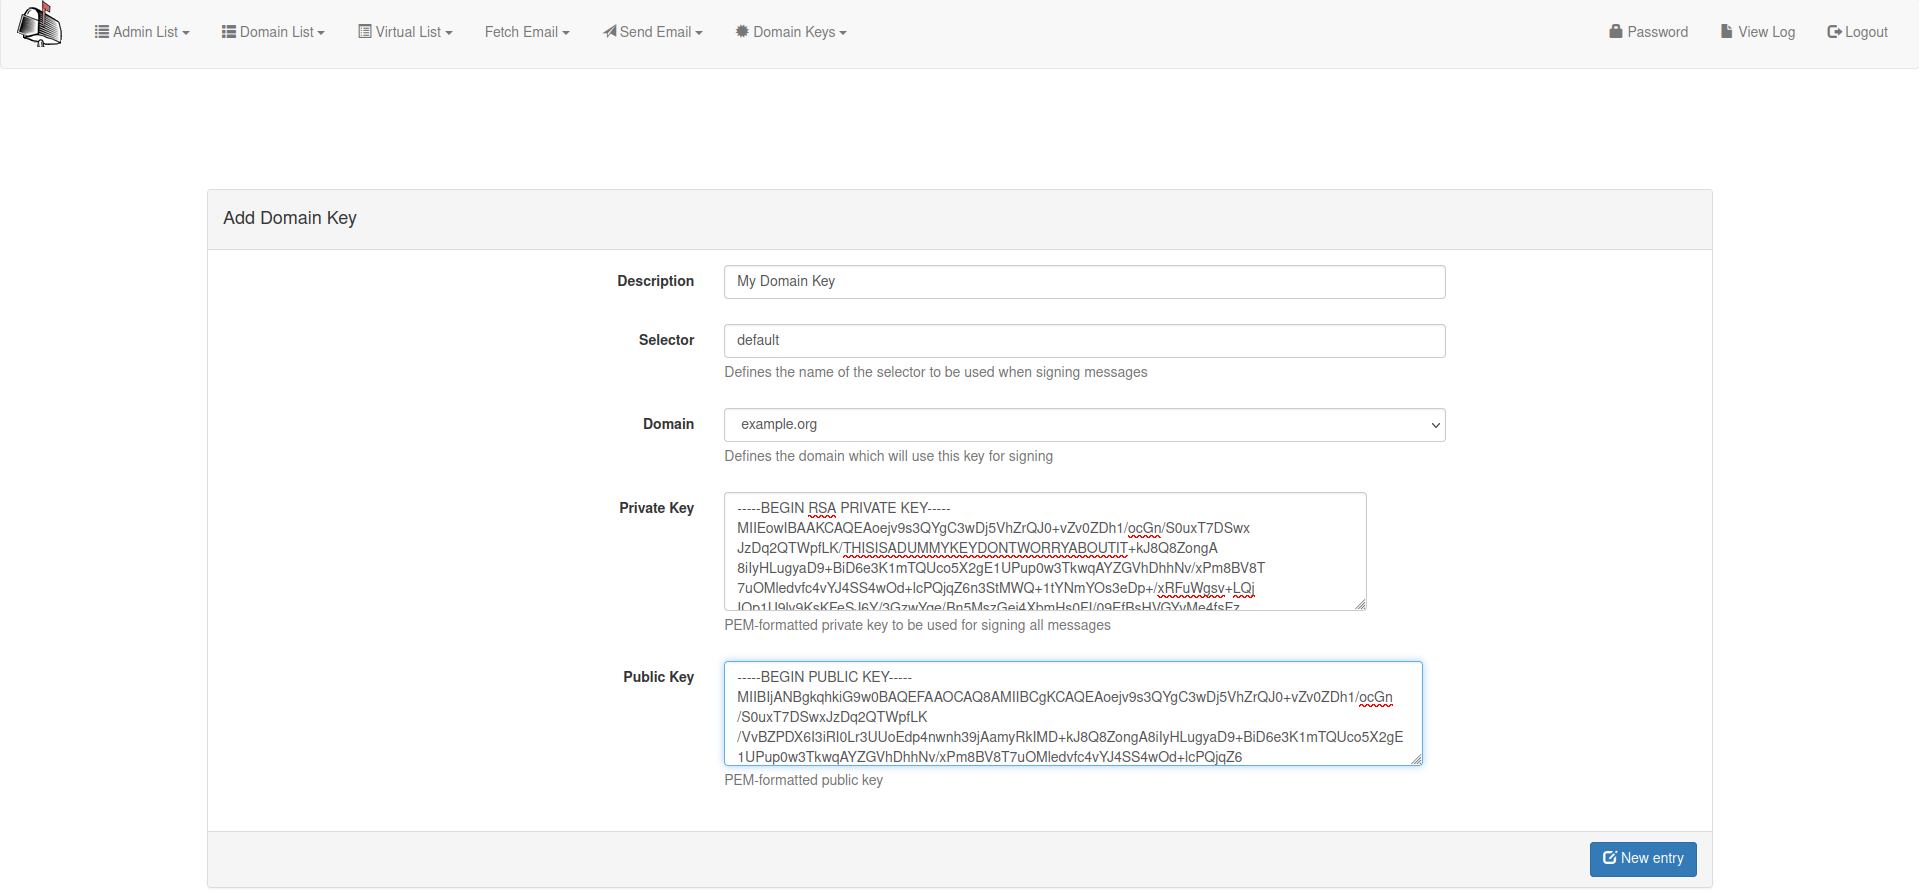 Admin List
Domain List
Virtual List
Fetch Email
Send Email
Domain Keys
Password
View Log
Logout
Add Domain Key
Description
My Domain Key
Selector
default
Defines the name of the selector to be used when signing messages
Domain
example.org
Defines the domain which will use this key for signing
Private Key
-----BEGIN RSA PRIVATE KEY-----
MIIEowIBAAKCAQEAoejv9s3QYgC3wDj5VhZrQJ0+vZv0ZDh1/ocGn/S0uxT7DSwx
JzDq2QTWpfLK/THISISADUMMYKEYDONTWORRYABOUTIT+kJ8Q8ZongA
8iIyHLugyaD9+BiD6e3K1mTQUco5X2gE1UPup0w3TkwqAYZGVhDhhNv/xPm8BV8T
7uOMledvfc4vYJ4SS4wOd+lcPQjqZ6n3StMWQ+1tYNmYOs3eDp+/xRFuWgsv+LQj
PEM-formatted private key to be used for signing all messages
Public Key
-----BEGIN PUBLIC KEY-----
MIIBIjANBgkqhkiG9w0BAQEFAAOCAQ8AMIIBCgKCAQEAoejv9s3QYgC3wDj5VhZrQJ0+vZv0ZDh1/ocGn
/S0uxT7DSwxJzDq2QTWpfLK
/VvBZPDX6I3iRI0Lr3UUoEdp4nwnh39jAamyRkIMD+kJ8Q8ZongA8iIyHLugyaD9+BiD6e3K1mTQUco5X2gE
1UPup0w3TkwqAYZGVhDhhNv/xPm8BV8T7uOMledvfc4vYJ4SS4wOd+lcPQjqZ6
PEM-formatted public key
New entry